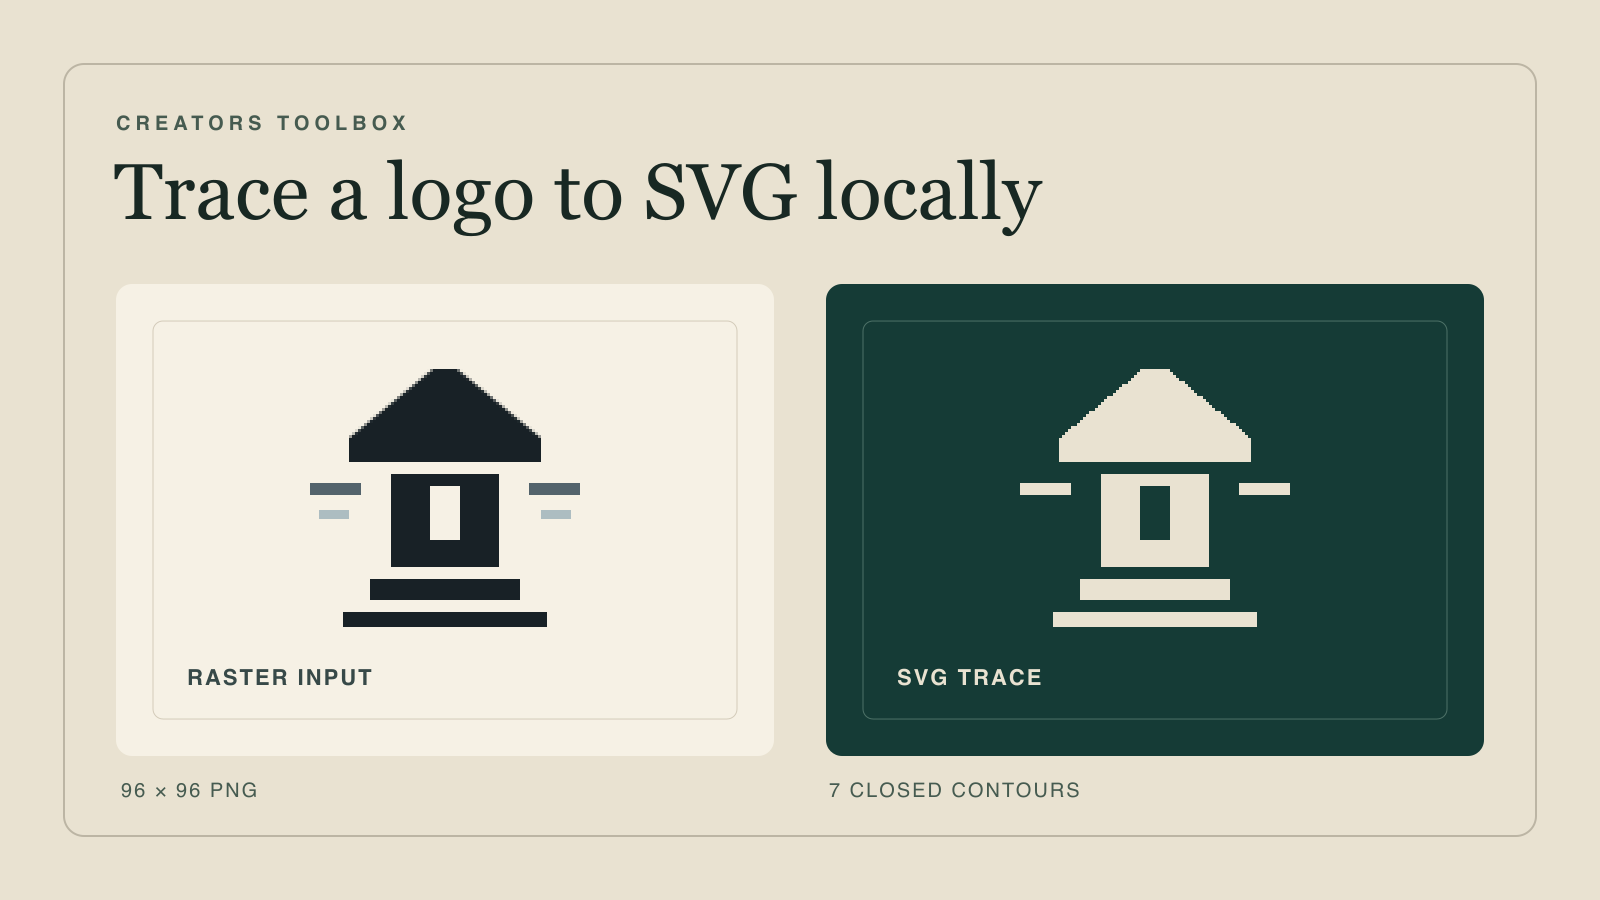 CREATORS TOOLBOX
Trace a logo to SVG locally
RASTER INPUT
SVG TRACE
96 × 96 PNG
7 CLOSED CONTOURS